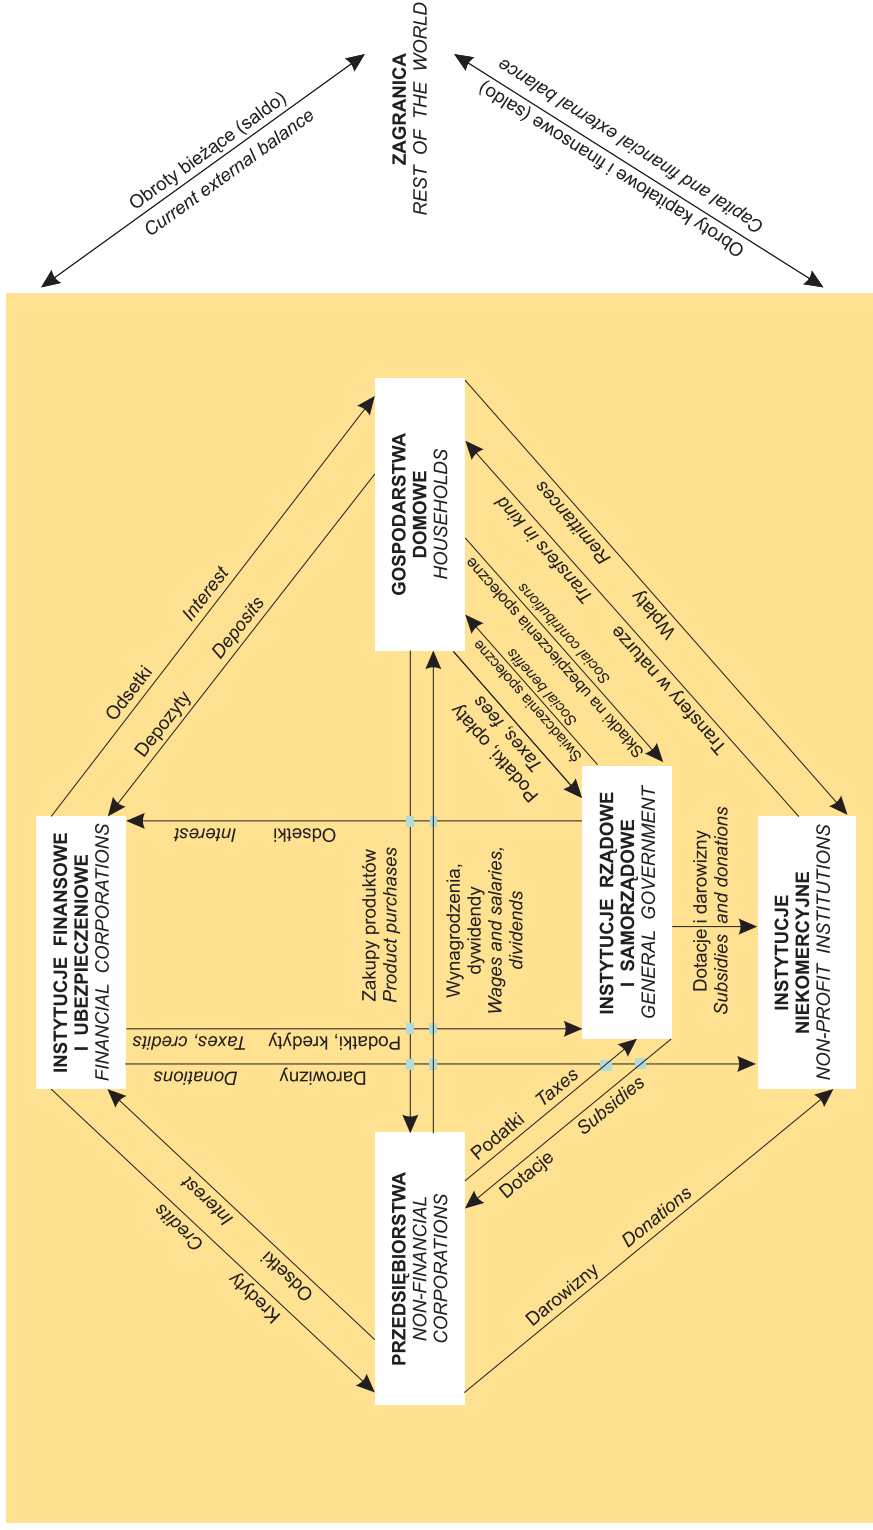 INSTYTUCJE FINANSOWE
I UBEZPIECZENIOWE
FINANCIAL CORPORATIONS
Kredyty Credits
Odsetki Interest
Odsetki Interest
Depozyty Deposits
Obroty bieżące (saldo)
Current external balance
Darowizny Donations
Podatki, kredyty Taxes, credits
Odsetki Interest
PRZEDSIĘBIORSTWA
NON-FINANCIAL
CORPORATIONS
Zakupy produktów
Product purchases
Wynagrodzenia,
dywidendy
Wages and salaries,
dividends
GOSPODARSTWA
DOMOWE
HOUSEHOLDS
ZAGRANICA
REST OF THE WORLD
Podatki Taxes
Dotacje Subsidies
Podatki, opłaty
Taxes, fees
Świadczenia społeczne
Social benefits
Składki na ubezpieczenia społeczne
Social contributions
Transfery w naturze Transfers in kind
Wpłaty Remittances
INSTYTUCJE RZĄDOWE
I SAMORZĄDOWE
GENERAL GOVERNMENT
Dotacje i darowizny
Subsidies and donations
Darowizny Donations
INSTYTUCJE
NIEKOMERCYJNE
NON-PROFIT INSTITUTIONS
Obroty kapitałowe i finansowe (saldo)
Capital and financial external balance